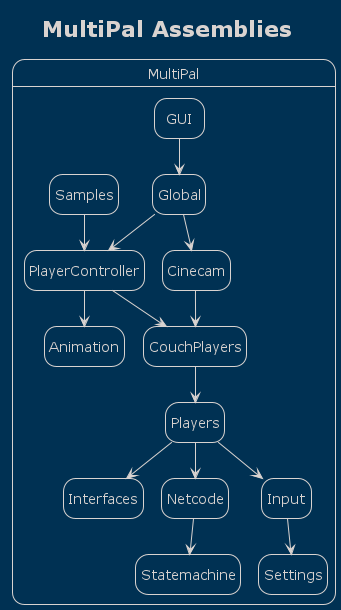 MultiPal Assemblies
MultiPal
GUI
Samples
Global
PlayerController
Cinecam
Animation
CouchPlayers
Players
Interfaces
Netcode
Input
Statemachine
Settings